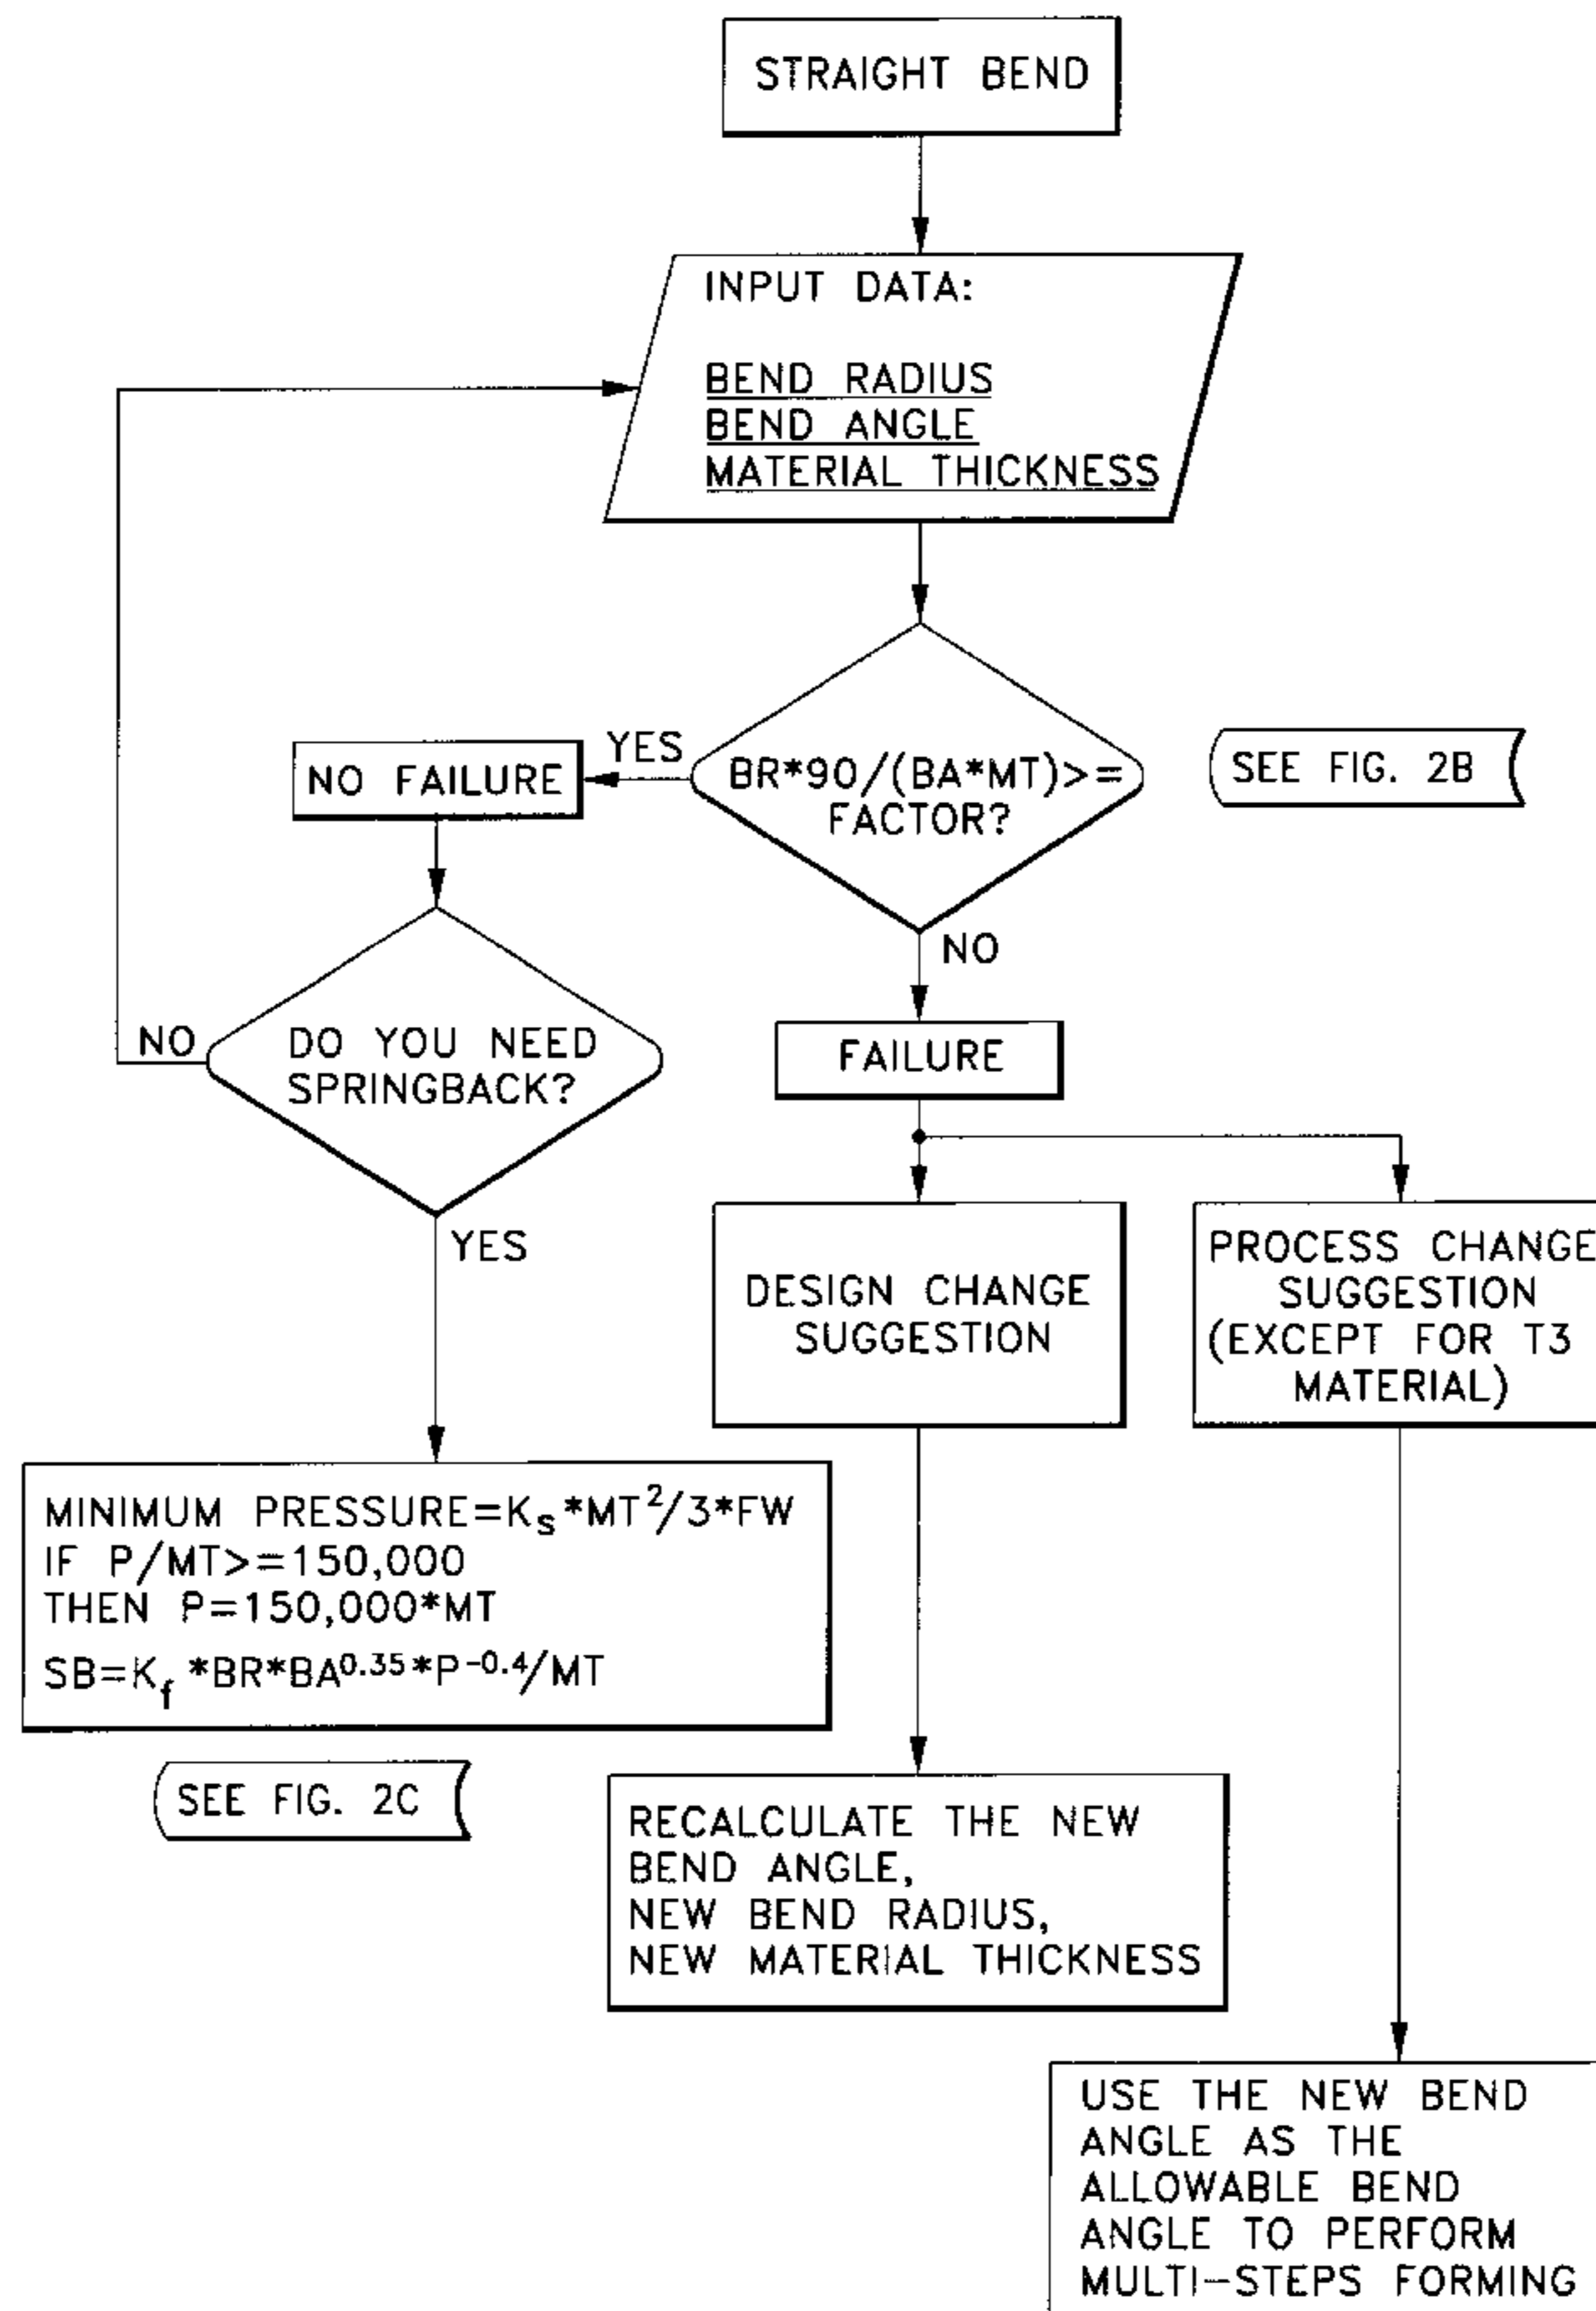 STRAIGHT BEND
INPUT DATA:
BEND RADIUS
BEND ANGLE
MATERIAL THICKNESS
YES
NO FAILURE
BR*90/(BA*MT)>=
FACTOR?
SEE FIG. 2B
NO
NO
DO YOU NEED
SPRINGBACK?
FAILURE
YES
DESIGN CHANGE
SUGGESTION
PROCESS CHANGE
SUGGESTION
(EXCEPT FOR T3
MATERIAL)
MINIMUM PRESSURE=Kₛ*MT²/3*FW
IF P/MT>=150,000
THEN P=150,000*MT
SB=K_f*BR*BA^0.35*P^-0.4/MT
SEE FIG. 2C
RECALCULATE THE NEW
BEND ANGLE,
NEW BEND RADIUS,
NEW MATERIAL THICKNESS
USE THE NEW BEND
ANGLE AS THE
ALLOWABLE BEND
ANGLE TO PERFORM
MULTI-STEPS FORMING